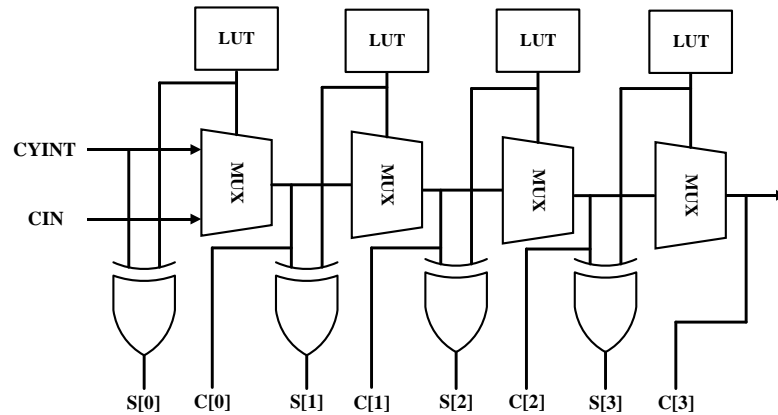 LUT LUT LUT LUT
CYINT
MUX MUX MUX MUX
CIN
S[0] C[0] S[1] C[1] S[2] C[2] S[3] C[3]